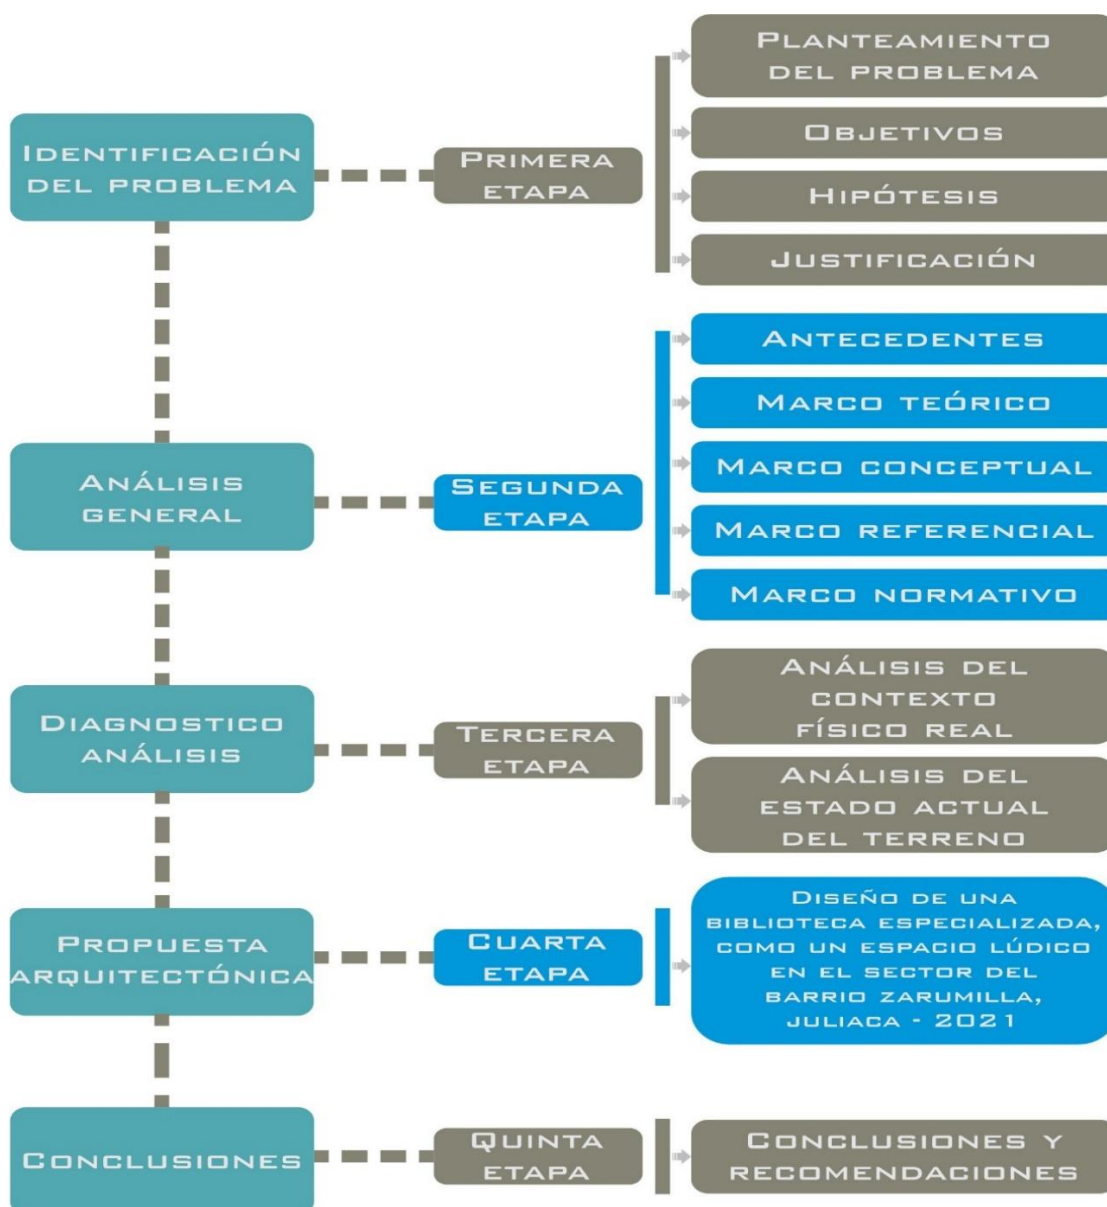 Identificación
del problema
Primera
etapa
Planteamiento
del problema
Objetivos
Hipótesis
Justificación
Análisis
general
Segunda
etapa
Antecedentes
Marco teórico
Marco conceptual
Marco referencial
Marco normativo
Diagnostico
análisis
Tercera
etapa
Análisis del
contexto
físico real
Análisis del
estado actual
del terreno
Propuesta
arquitectónica
Cuarta
etapa
Diseño de una
biblioteca especializada,
como un espacio lúdico
en el sector del
barrio zarumilla,
juliaca - 2021
Conclusiones
Quinta
etapa
Conclusiones y
recomendaciones